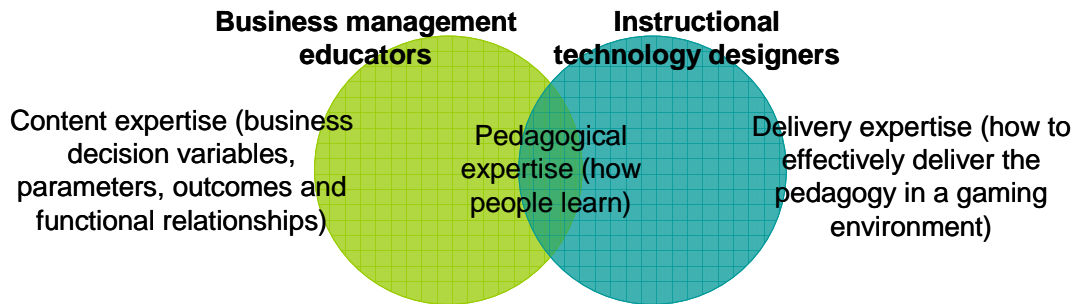 Business management
educators
Instructional
technology designers
Content expertise (business
decision variables,
parameters, outcomes and
functional relationships)
Pedagogical
expertise (how
people learn)
Delivery expertise (how to
effectively deliver the
pedagogy in a gaming
environment)